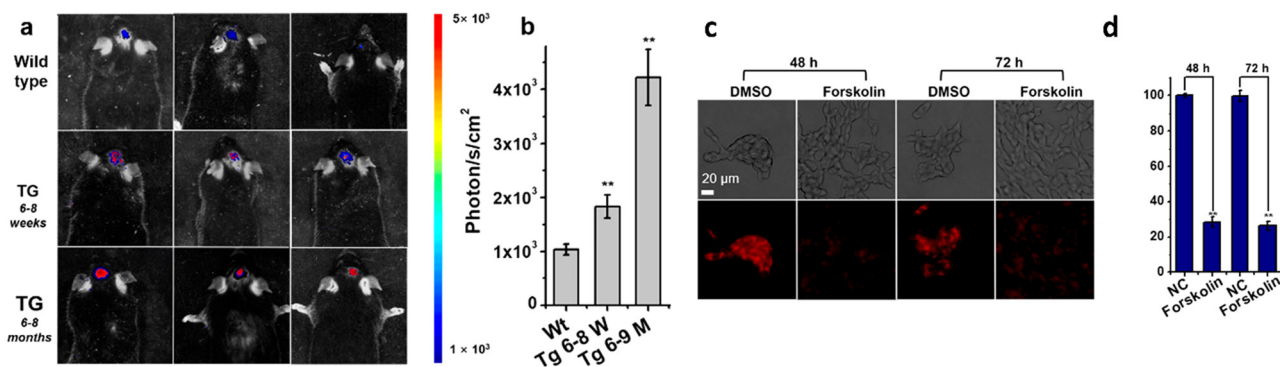 a
Wild
type
TG
6-8
weeks
TG
6-8
months
5× 10³
1 × 10³
b
Photon/s/cm²
5x10³
4x10³
3x10³
2x10³
1x10³
0
**
**
Wt
Tg 6-8 W
Tg 6-9 M
c
48 h
72 h
DMSO
Forskolin
DMSO
Forskolin
20 μm
d
48 h
72 h
100
80
60
40
20
0
**
**
NC
Forskolin
NC
Forskolin